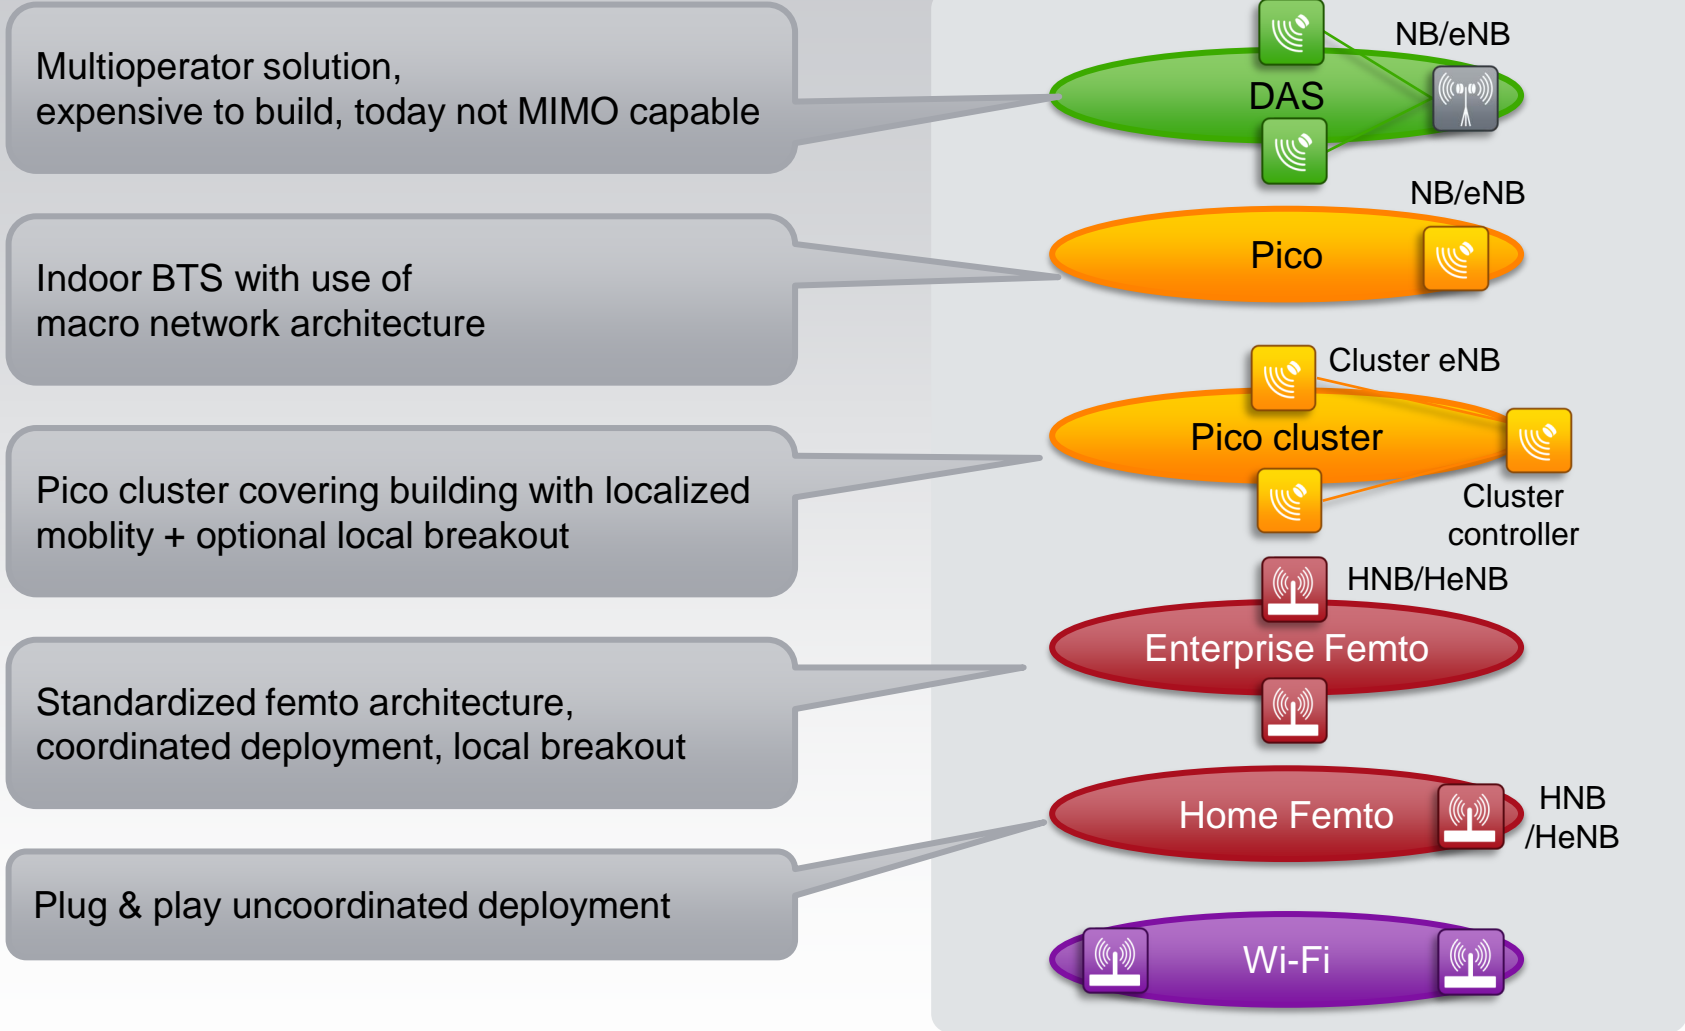 Multioperator solution,
expensive to build, today not MIMO capable
NB/eNB
DAS
NB/eNB
Indoor BTS with use of
macro network architecture
Pico
Cluster eNB
Pico cluster covering building with localized
moblity + optional local breakout
Pico cluster
Cluster
controller
HNB/HeNB
Standardized femto architecture,
coordinated deployment, local breakout
Enterprise Femto
Plug & play uncoordinated deployment
Home Femto
HNB
/HeNB
Wi-Fi